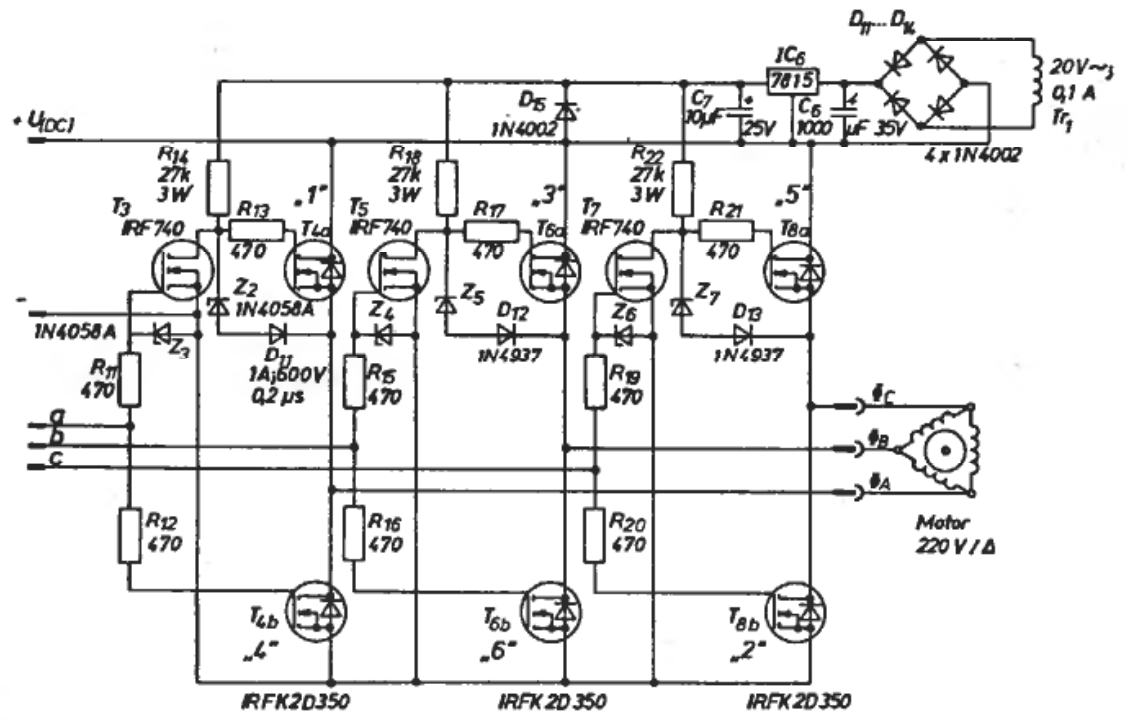 D11...D14
IC6
7815
20V~;
0,1 A
Tr1
C7
10µF
25V
C6
1000
µF 35V
4 x 1N4002
D15
1N4002
+ U(DC)
R14
27k
3W
R18
27k
3W
R22
27k
3W
„1"
„3"
„5"
T3
IRF740
R13
470
T4a
T5
IRF740
R17
470
T6a
T7
IRF740
R21
470
T8a
-
Z2
1N4058A
Z5
Z7
1N4058A
Z3
Z4
Z6
D11
1A;600V
0,2 µs
D12
1N4937
D13
1N4937
R11
470
R15
470
R19
470
a
b
c
ΦC
ΦB
ΦA
R12
470
R16
470
R20
470
Motor
220 V / Δ
T4b
„4"
T6b
„6"
T8b
„2"
IRFK2D350
IRFK2D350
IRFK2D350